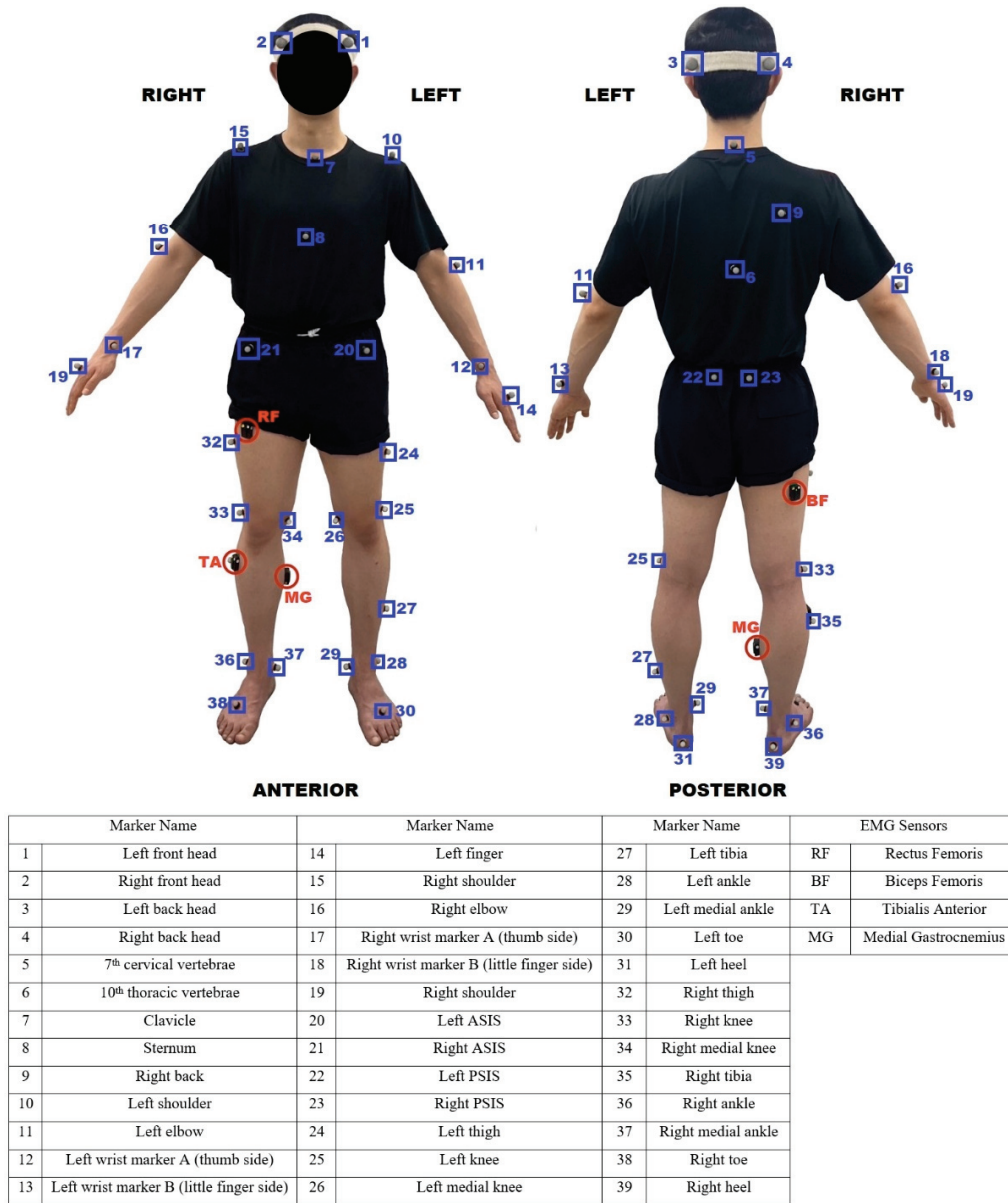 2 1
3 4
RIGHT LEFT
LEFT RIGHT
15 10
7
5
9
8
6
16
11
11
16
17
19
21
20
12
14
13
22 23
18
19
RF
32
24
BF
33
34
26
25
25
33
TA
MG
27
35
MG
27
36
37
29
28
29
37
38
30
28
36
31
39
ANTERIOR POSTERIOR
Marker Name Marker Name Marker Name EMG Sensors
1 Left front head 14 Left finger 27 Left tibia RF Rectus Femoris
2 Right front head 15 Right shoulder 28 Left ankle BF Biceps Femoris
3 Left back head 16 Right elbow 29 Left medial ankle TA Tibialis Anterior
4 Right back head 17 Right wrist marker A (thumb side) 30 Left toe MG Medial Gastrocnemius
5 7th cervical vertebrae 18 Right wrist marker B (little finger side) 31 Left heel
6 10th thoracic vertebrae 19 Right shoulder 32 Right thigh
7 Clavicle 20 Left ASIS 33 Right knee
8 Sternum 21 Right ASIS 34 Right medial knee
9 Right back 22 Left PSIS 35 Right tibia
10 Left shoulder 23 Right PSIS 36 Right ankle
11 Left elbow 24 Left thigh 37 Right medial ankle
12 Left wrist marker A (thumb side) 25 Left knee 38 Right toe
13 Left wrist marker B (little finger side) 26 Left medial knee 39 Right heel